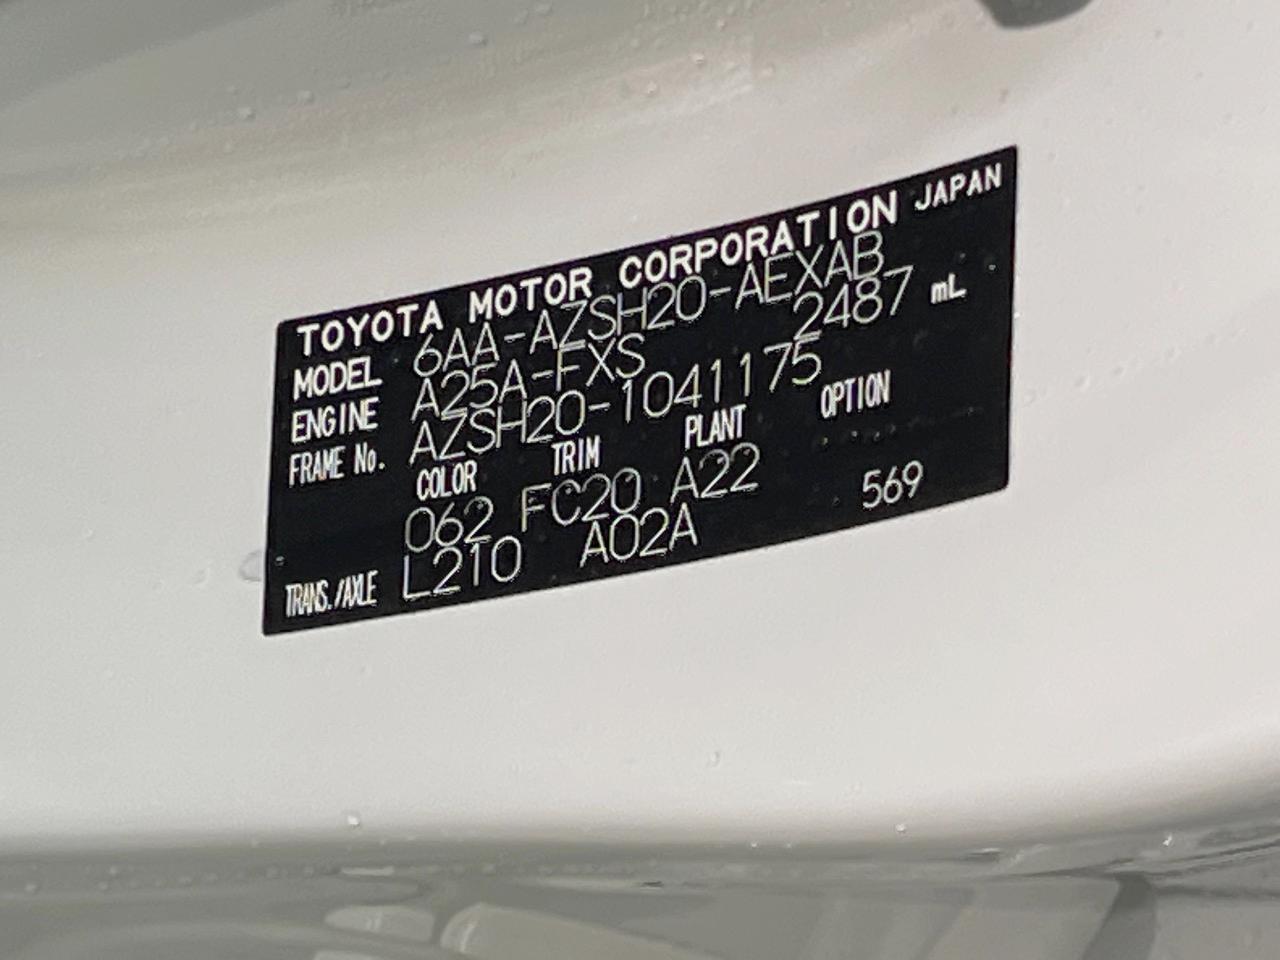 TOYOTA MOTOR CORPORATION JAPAN
MODEL 6AA-AZSH20-AEXAB
ENGINE A25A-FXS 2487 mL
FRAME No. AZSH20-1041175
COLOR TRIM PLANT OPTION
062 FC20 A22 569
TRANS./AXLE L210 A02A